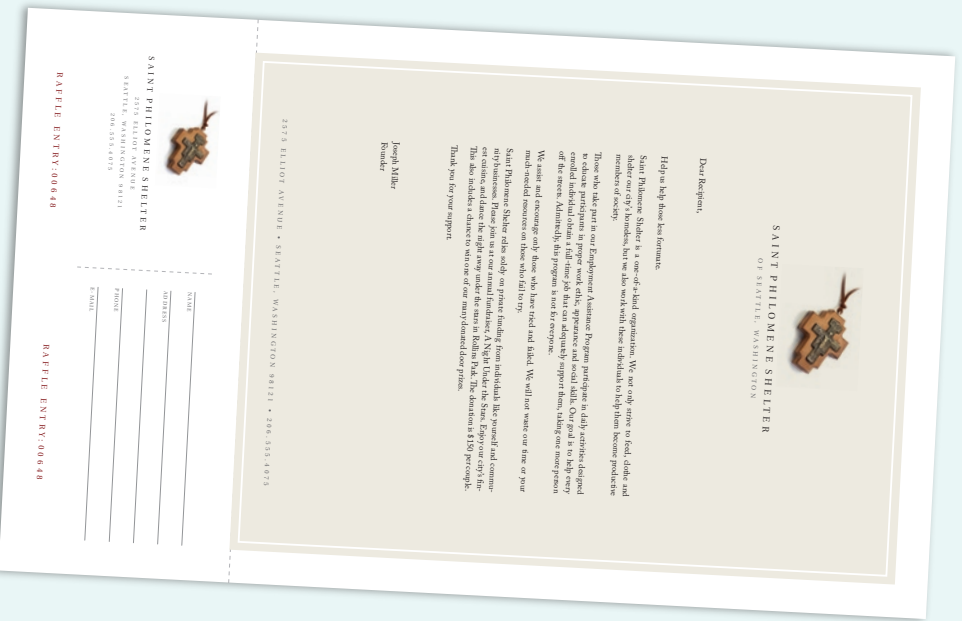 SAINT PHILOMENE SHELTER
OF SEATTLE, WASHINGTON
Dear Recipient,
Help us help those less fortunate.
Saint Philomene Shelter is a one-of-a-kind organization. We not only strive to feed, clothe and
shelter our city's homeless, but we also work with these individuals to help them become productive
members of society.
Those who take part in our Employment Assistance Program participate in daily activities designed
to educate participants in proper work ethic, appearance and social skills. Our goal is to help every
enrolled individual obtain a full-time job that can adequately support them, taking one more person
off the streets. Admittedly, this program is not for everyone.
We assist and encourage only those who have tried and failed. We will not waste our time or your
much-needed resources on those who fail to try.
Saint Philomene Shelter relies solely on private funding from individuals like yourself and commu-
nity businesses. Please join us at our annual fundraiser, A Night Under the Stars. Enjoy our city's fin-
est cuisine, and dance the night away under the stars in Rollins Park. The donation is $150 per couple.
This also includes a chance to win one of our many donated door prizes.
Thank you for your support.
Joseph Miller
Founder
2575 ELLIOT AVENUE • SEATTLE, WASHINGTON 98121 • 206.555.4075
SAINT PHILOMENE SHELTER
2575 ELLIOT AVENUE
SEATTLE, WASHINGTON 98121
206.555.4075
RAFFLE ENTRY:00648
NAME
ADDRESS
PHONE
E-MAIL
RAFFLE ENTRY:00648